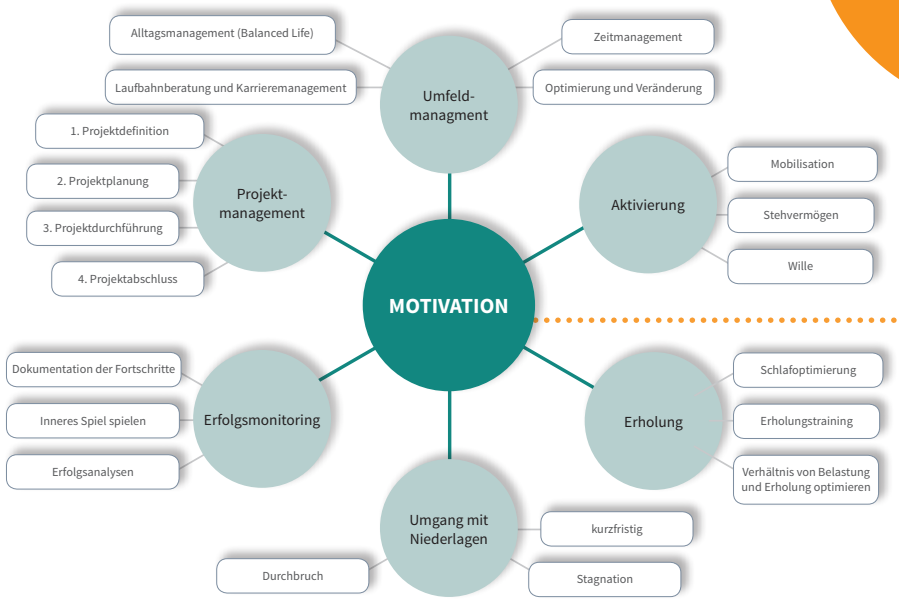 Alltagsmanagement (Balanced Life)
Laufbahnberatung und Karrieremanagement
Umfeld-
managment
Zeitmanagement
Optimierung und Veränderung
1. Projektdefinition
2. Projektplanung
3. Projektdurchführung
4. Projektabschluss
Projekt-
management
Aktivierung
Mobilisation
Stehvermögen
Wille
MOTIVATION
Dokumentation der Fortschritte
Inneres Spiel spielen
Erfolgsanalysen
Erfolgsmonitoring
Erholung
Schlafoptimierung
Erholungstraining
Verhältnis von Belastung
und Erholung optimieren
Umgang mit
Niederlagen
kurzfristig
Durchbruch
Stagnation